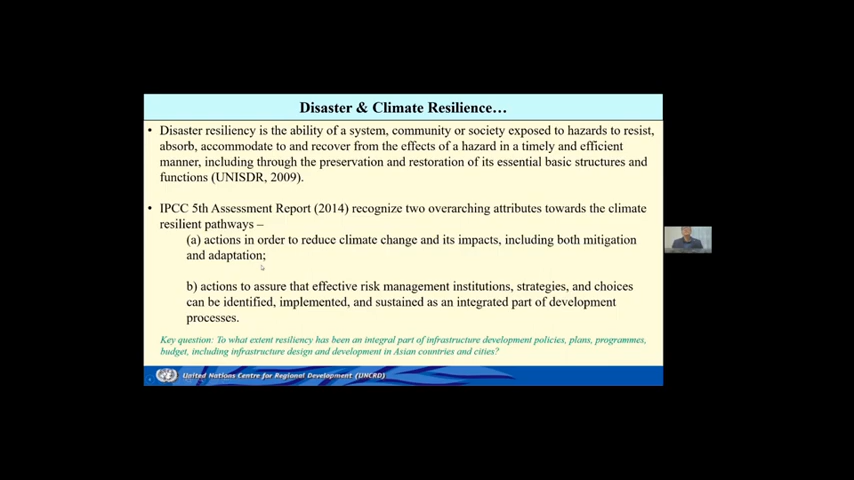 Disaster & Climate Resilience…
• Disaster resiliency is the ability of a system, community or society exposed to hazards to resist,
absorb, accommodate to and recover from the effects of a hazard in a timely and efficient
manner, including through the preservation and restoration of its essential basic structures and
functions (UNISDR, 2009).
• IPCC 5th Assessment Report (2014) recognize two overarching attributes towards the climate
resilient pathways –
(a) actions in order to reduce climate change and its impacts, including both mitigation
and adaptation;
b) actions to assure that effective risk management institutions, strategies, and choices
can be identified, implemented, and sustained as an integrated part of development
processes.
Key question: To what extent resiliency has been an integral part of infrastructure development policies, plans, programmes,
budget, including infrastructure design and development in Asian countries and cities?
United Nations Centre for Regional Development (UNCRD)